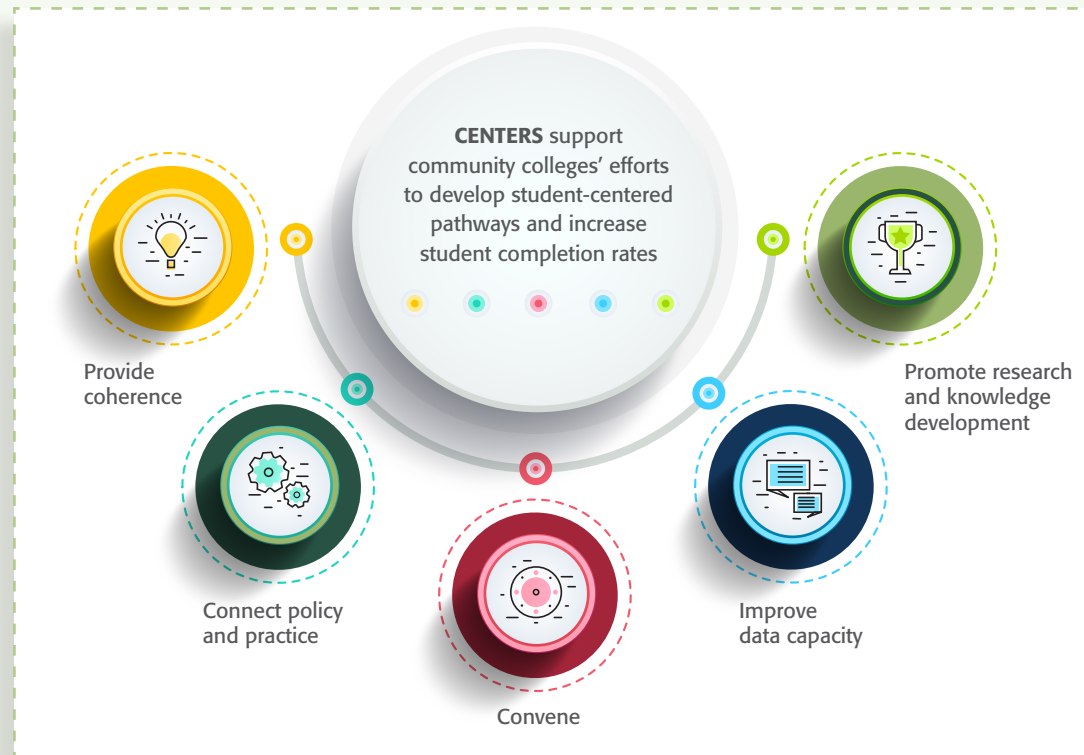 CENTERS support
community colleges’ efforts
to develop student-centered
pathways and increase
student completion rates
Provide
coherence
Connect policy
and practice
Convene
Improve
data capacity
Promote research
and knowledge
development